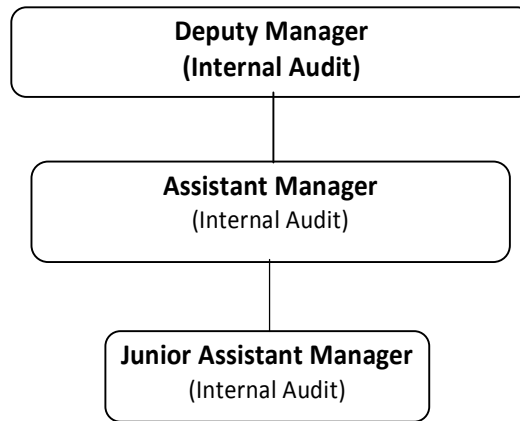 Deputy Manager
(Internal Audit)
Assistant Manager
(Internal Audit)
Junior Assistant Manager
(Internal Audit)